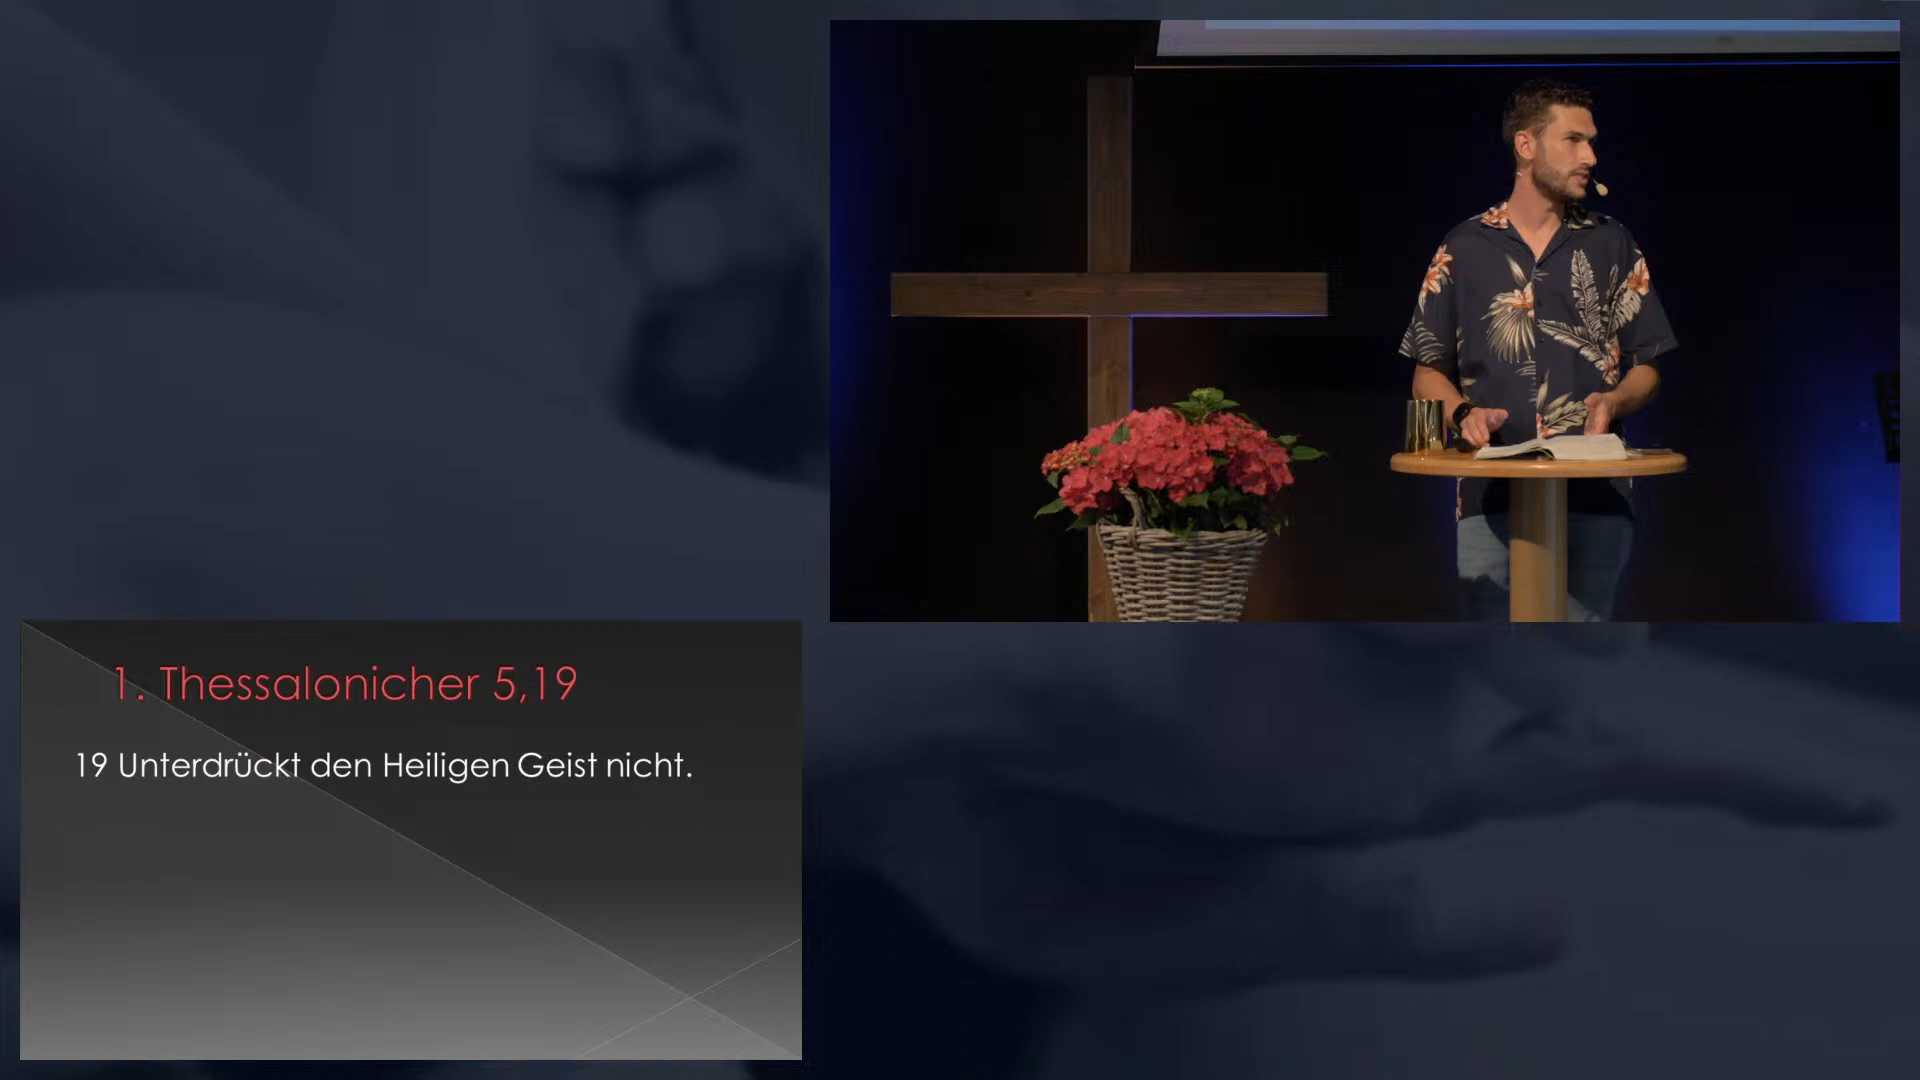 1. Thessalonicher 5,19
19 Unterdrückt den Heiligen Geist nicht.